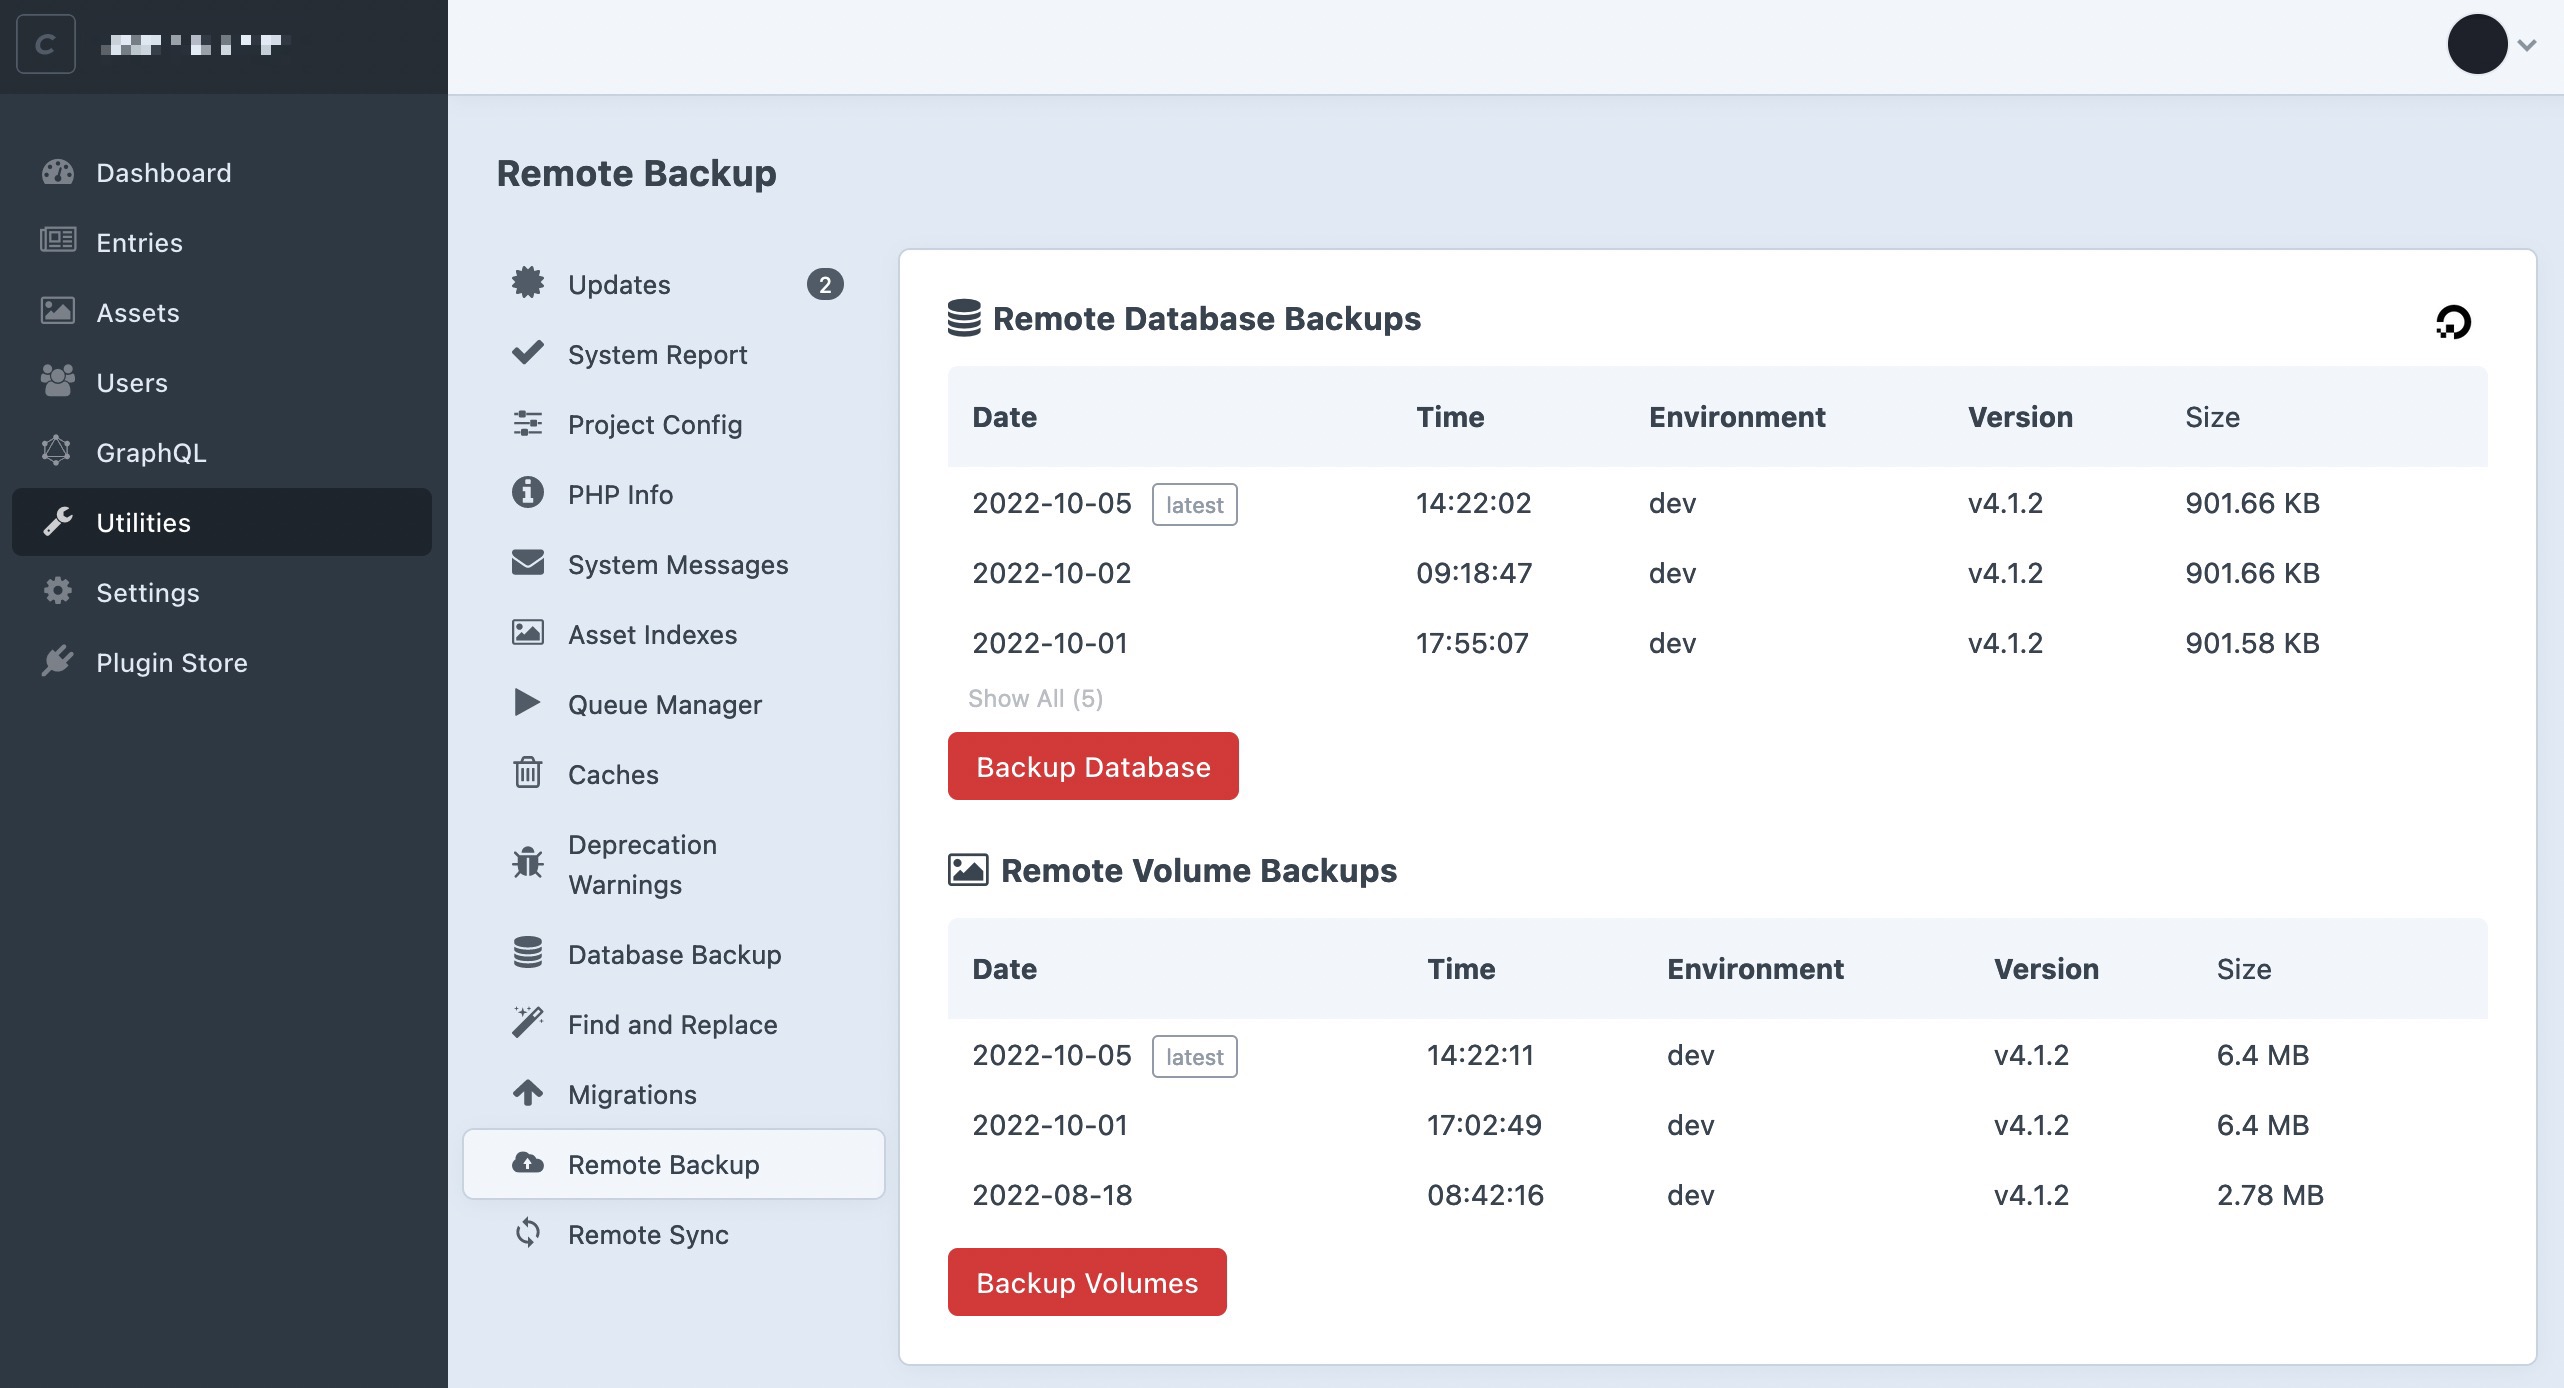 C
Dashboard
Entries
Assets
Users
GraphQL
Utilities
Settings
Plugin Store
Remote Backup
Updates 2
System Report
Project Config
PHP Info
System Messages
Asset Indexes
Queue Manager
Caches
Deprecation
Warnings
Database Backup
Find and Replace
Migrations
Remote Backup
Remote Sync
Remote Database Backups
Date Time Environment Version Size
2022-10-05 latest 14:22:02 dev v4.1.2 901.66 KB
2022-10-02 09:18:47 dev v4.1.2 901.66 KB
2022-10-01 17:55:07 dev v4.1.2 901.58 KB
Show All (5)
Backup Database
Remote Volume Backups
Date Time Environment Version Size
2022-10-05 latest 14:22:11 dev v4.1.2 6.4 MB
2022-10-01 17:02:49 dev v4.1.2 6.4 MB
2022-08-18 08:42:16 dev v4.1.2 2.78 MB
Backup Volumes